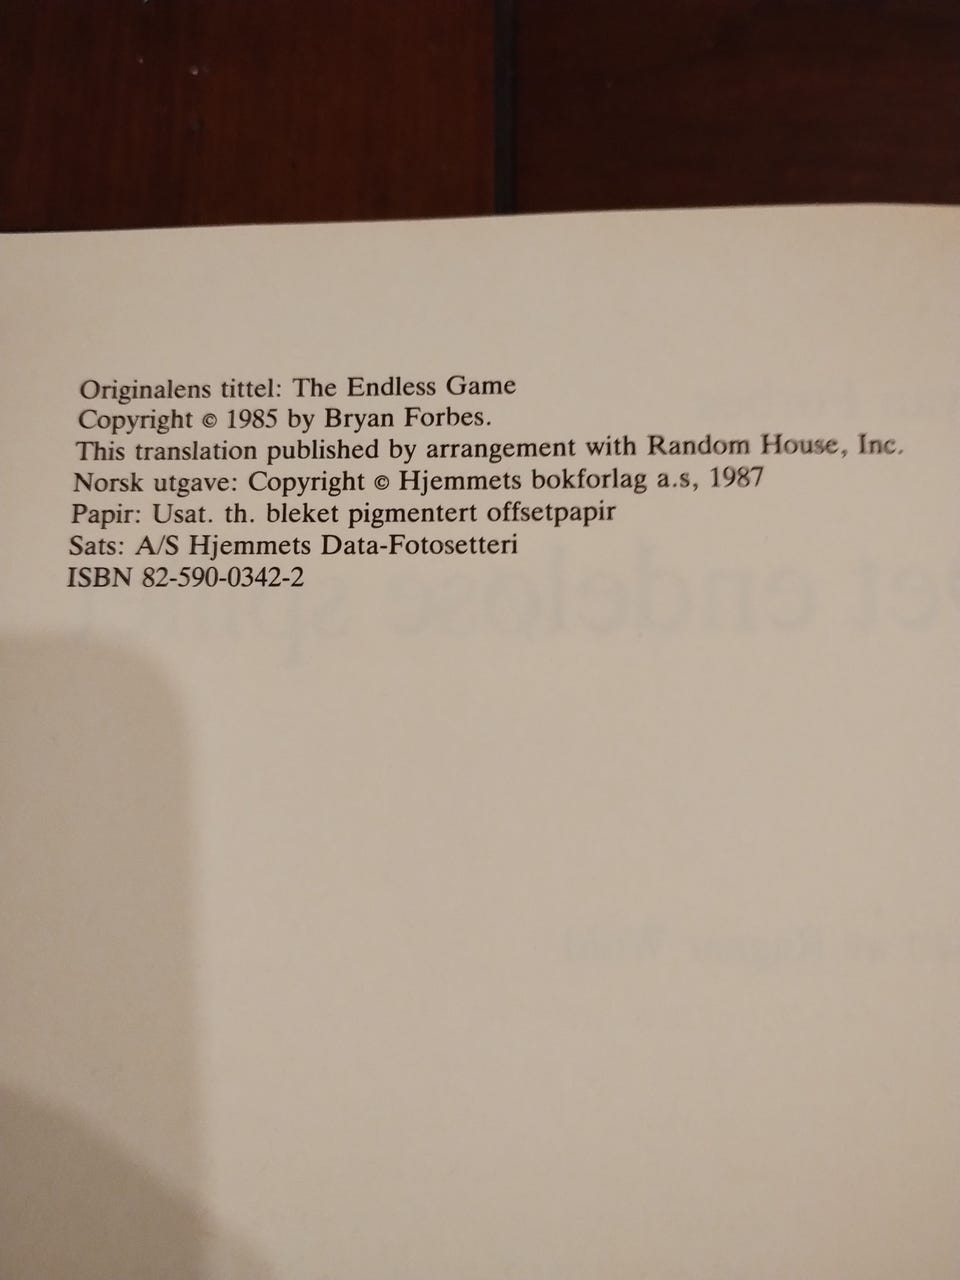 Originalens tittel: The Endless Game
Copyright © 1985 by Bryan Forbes.
This translation published by arrangement with Random House, Inc.
Norsk utgave: Copyright © Hjemmets bokforlag a.s, 1987
Papir: Usat. th. bleket pigmentert offsetpapir
Sats: A/S Hjemmets Data-Fotosetteri
ISBN 82-590-0342-2